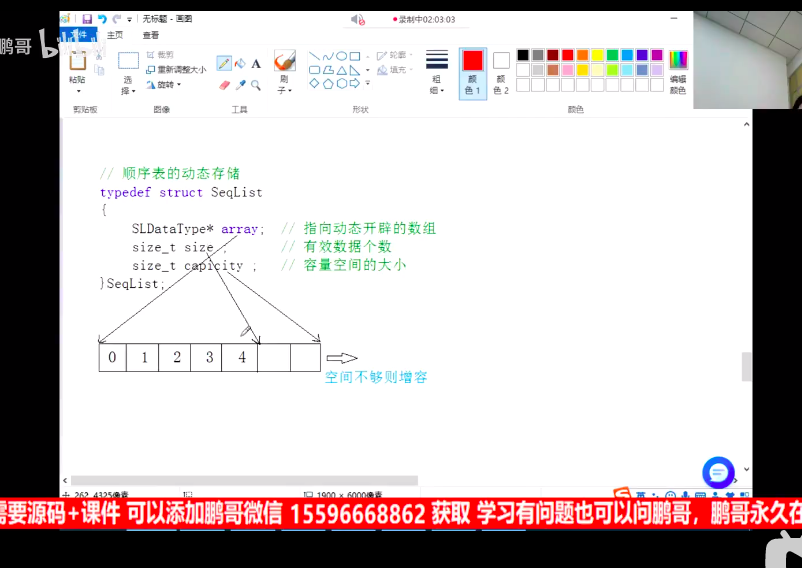 无标题 - 画图
录制中02:03:03
鹏哥
文件 主页 查看
粘贴
选择
裁剪
重新调整大小
旋转
刷子
轮廓
填充
粗细
颜色 1
颜色 2
编辑颜色
剪贴板 图像 工具 形状 颜色
// 顺序表的动态存储
typedef struct SeqList
{
SLDataType* array; // 指向动态开辟的数组
size_t size ; // 有效数据个数
size_t capicity ; // 容量空间的大小
}SeqList;
0 1 2 3 4
空间不够则增容
262, 4325像素 1900 × 6000像素
英
需要源码+课件 可以添加鹏哥微信 15596668862 获取 学习有问题也可以问鹏哥，鹏哥永久在